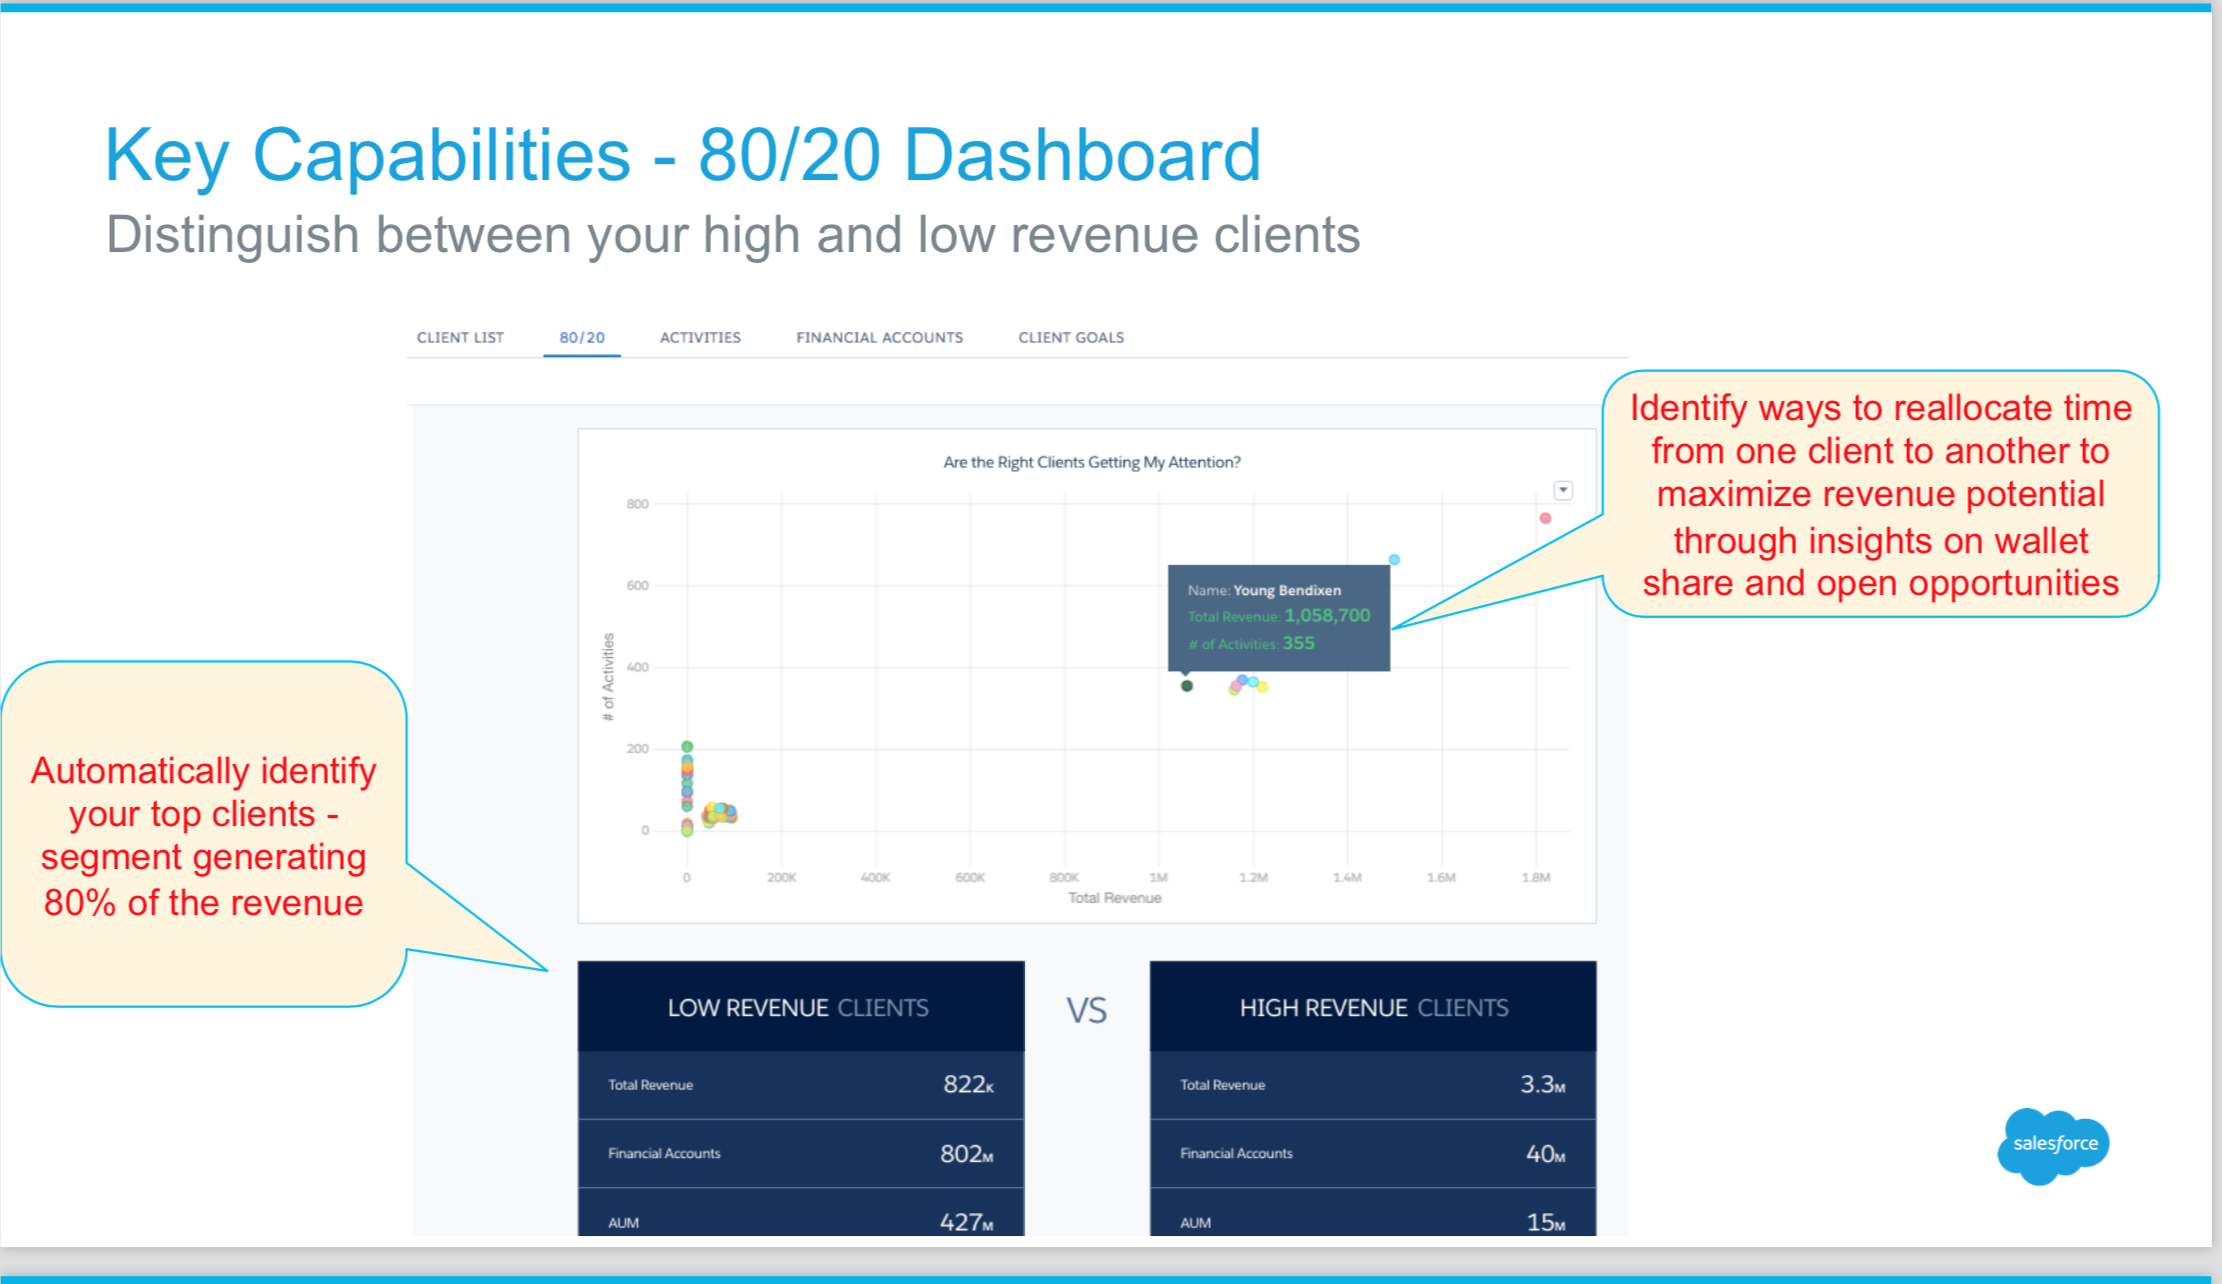 Key Capabilities - 80/20 Dashboard
Distinguish between your high and low revenue clients
CLIENT LIST
80/20
ACTIVITIES
FINANCIAL ACCOUNTS
CLIENT GOALS
Are the Right Clients Getting My Attention?
800
600
400
200
0
# of Activities
Name: Young Bendixen
Total Revenue: 1,058,700
# of Activities: 355
0
200K
400K
600K
800K
1M
1.2M
1.4M
1.6M
1.8M
Total Revenue
Identify ways to reallocate time
from one client to another to
maximize revenue potential
through insights on wallet
share and open opportunities
Automatically identify
your top clients -
segment generating
80% of the revenue
LOW REVENUE CLIENTS
Total Revenue 822K
Financial Accounts 802M
AUM 427M
VS
HIGH REVENUE CLIENTS
Total Revenue 3.3M
Financial Accounts 40M
AUM 15M
salesforce